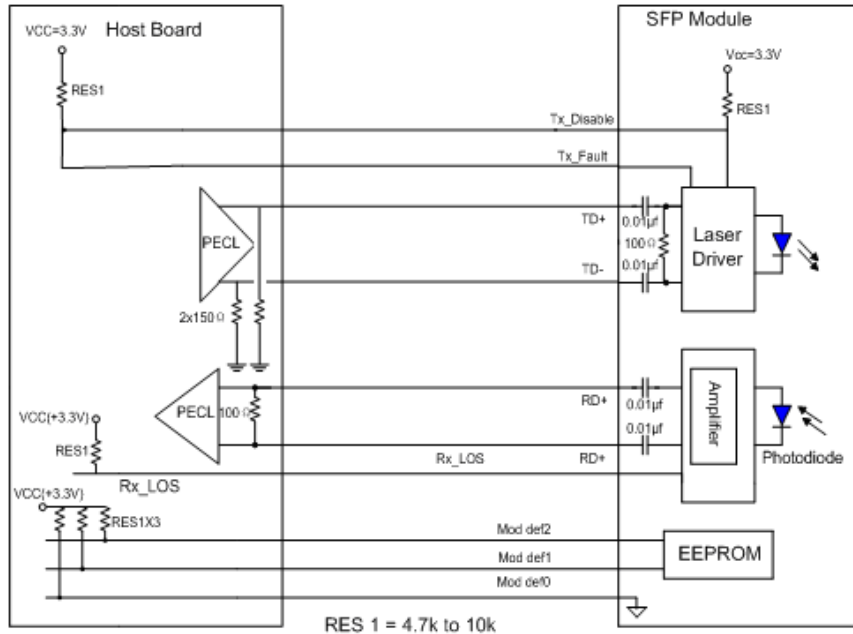 Host Board
SFP Module
VCC=3.3V
Vcc=3.3V
RES1
RES1
Tx_Disable
Tx_Fault
PECL
TD+
0.01µf
100Ω
0.01µf
TD-
Laser
Driver
2x150Ω
PECL
100Ω
RD+
0.01µf
0.01µf
Amplifier
VCC(+3.3V)
RES1
Rx_LOS
RD+
Photodiode
Rx_LOS
VCC(+3.3V)
RES1X3
Mod def2
Mod def1
EEPROM
Mod def0
RES 1 = 4.7k to 10k